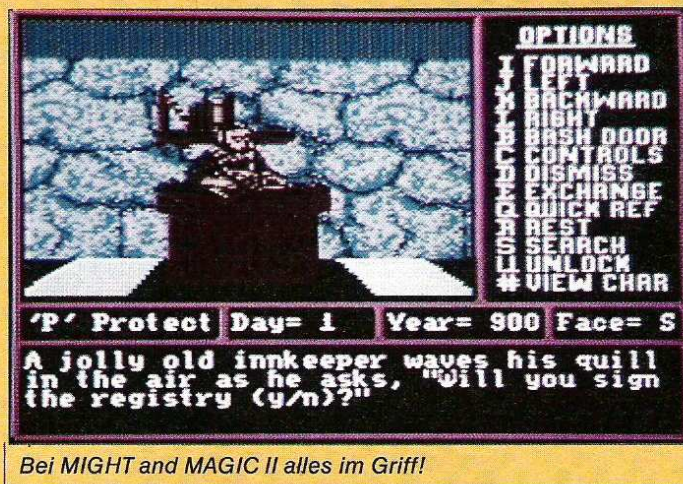 OPTIONS
I FORWARD
J LEFT
M BACKWARD
K RIGHT
B BASH DOOR
C CONTROLS
D DISMISS
E EXCHANGE
Q QUICK REF
R REST
S SEARCH
U UNLOCK
# VIEW CHAR
'P' Protect Day= 1 Year= 900 Face= S
A jolly old innkeeper waves his quill
in the air as he asks, "Will you sign
the registry (y/n)?"
Bei MIGHT and MAGIC II alles im Griff!